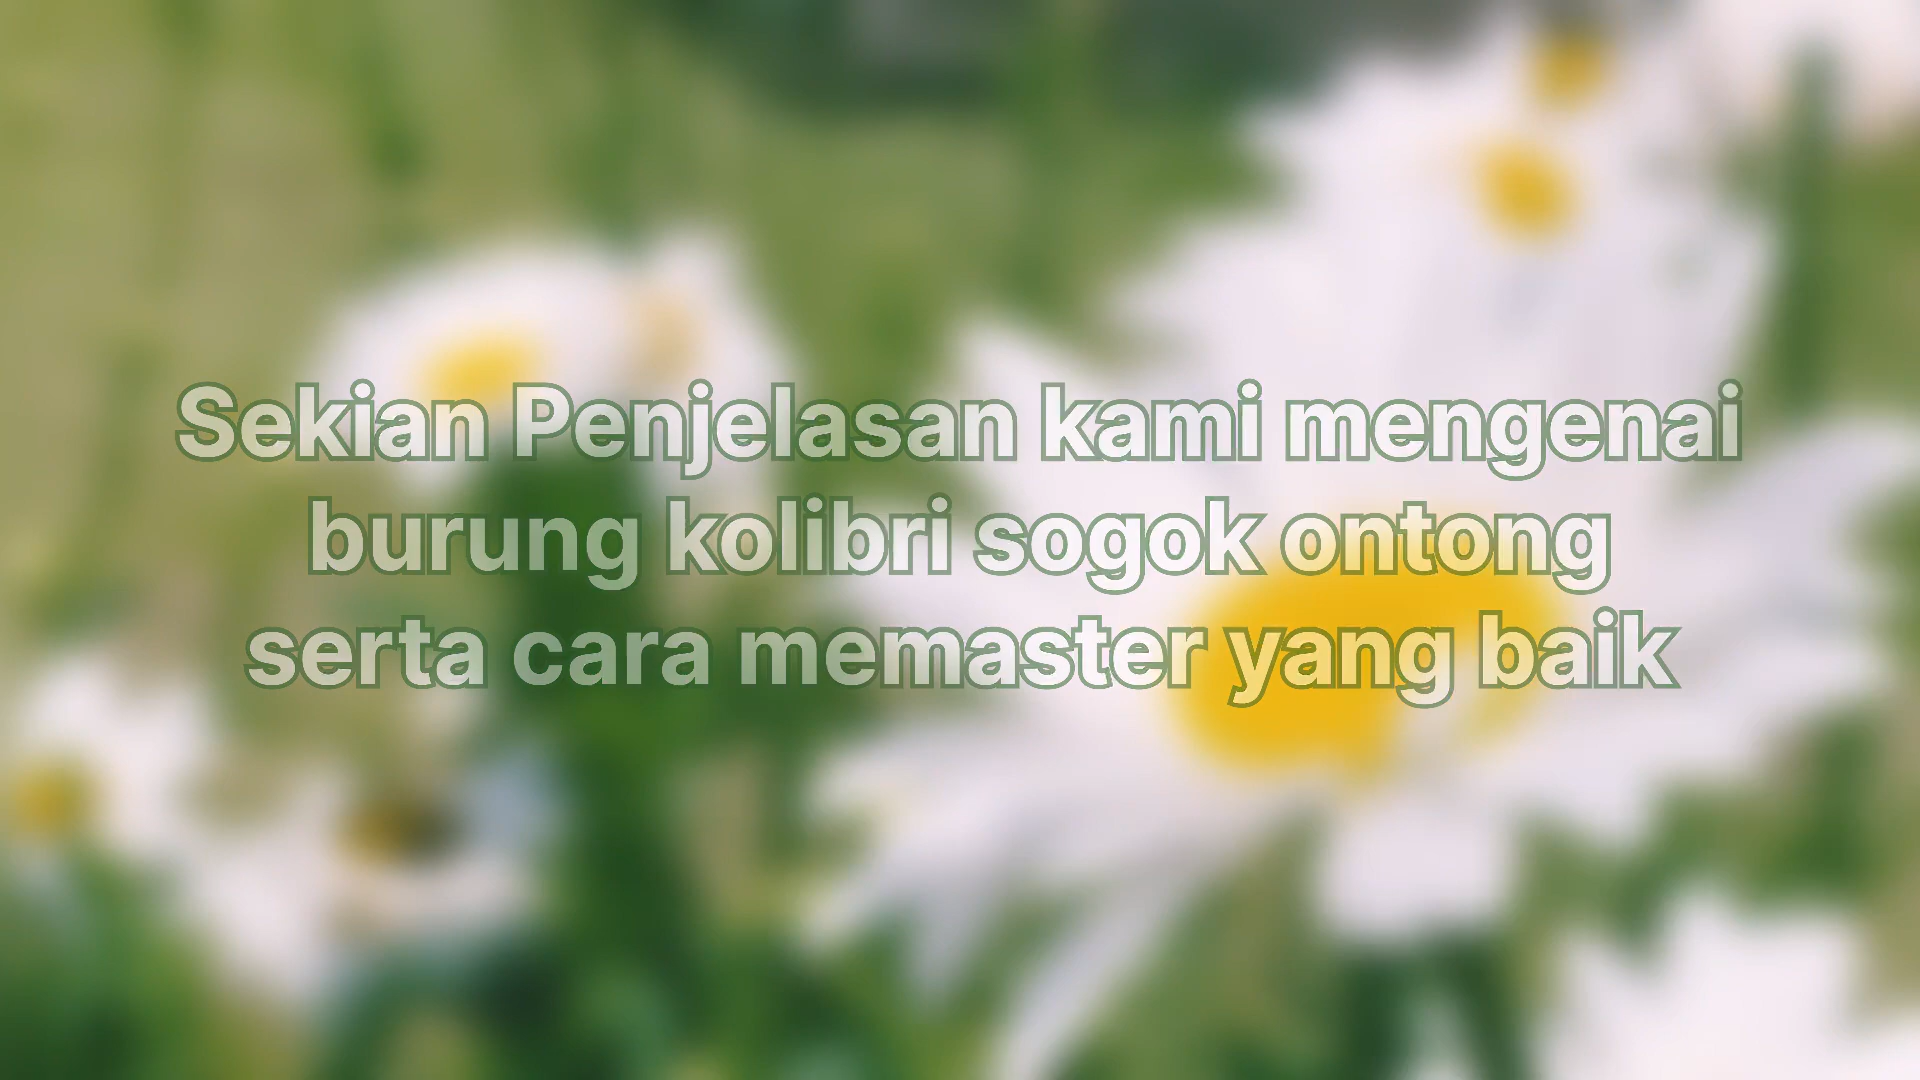 Sekian Penjelasan kami mengenai
burung kolibri sogok ontong
serta cara memaster yang baik